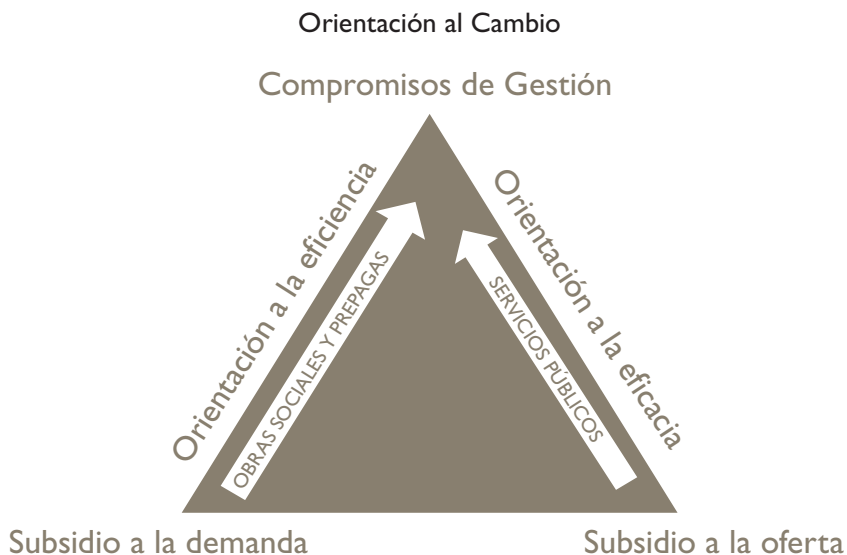 Orientación al Cambio
Compromisos de Gestión
Orientación a la eficiencia
OBRAS SOCIALES Y PREPAGAS
SERVICIOS PÚBLICOS
Orientación a la eficacia
Subsidio a la demanda
Subsidio a la oferta